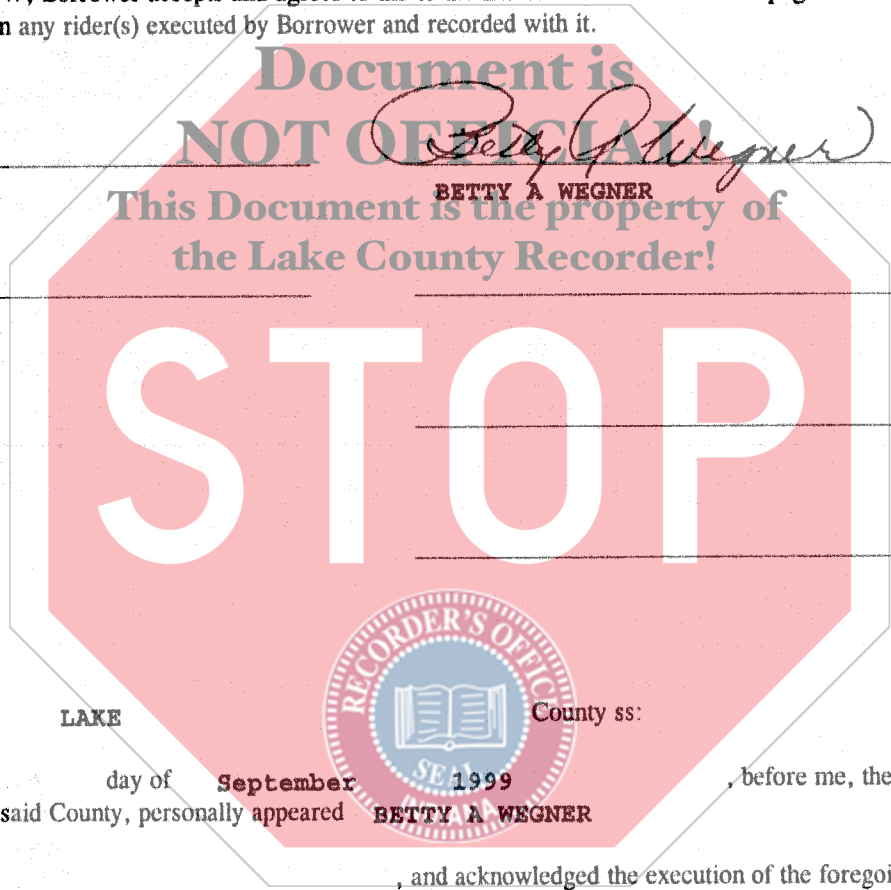 n any rider(s) executed by Borrower and recorded with it.
Document is
NOT OFFICIAL!
Betty A Wegner
BETTY A WEGNER
This Document is the property of
the Lake County Recorder!
STOP
RECORDER'S OFFICE
SEAL
INDIANA
LAKE County ss:
day of September 1999 , before me, the
said County, personally appeared BETTY A WEGNER
, and acknowledged the execution of the foregoi